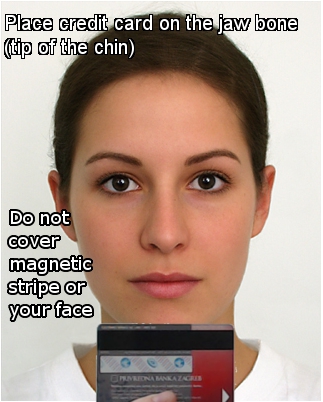 Place credit card on the jaw bone
(tip of the chin)
Do not
cover
magnetic
stripe or
your face
PRIVREDNA BANKA ZAGREB